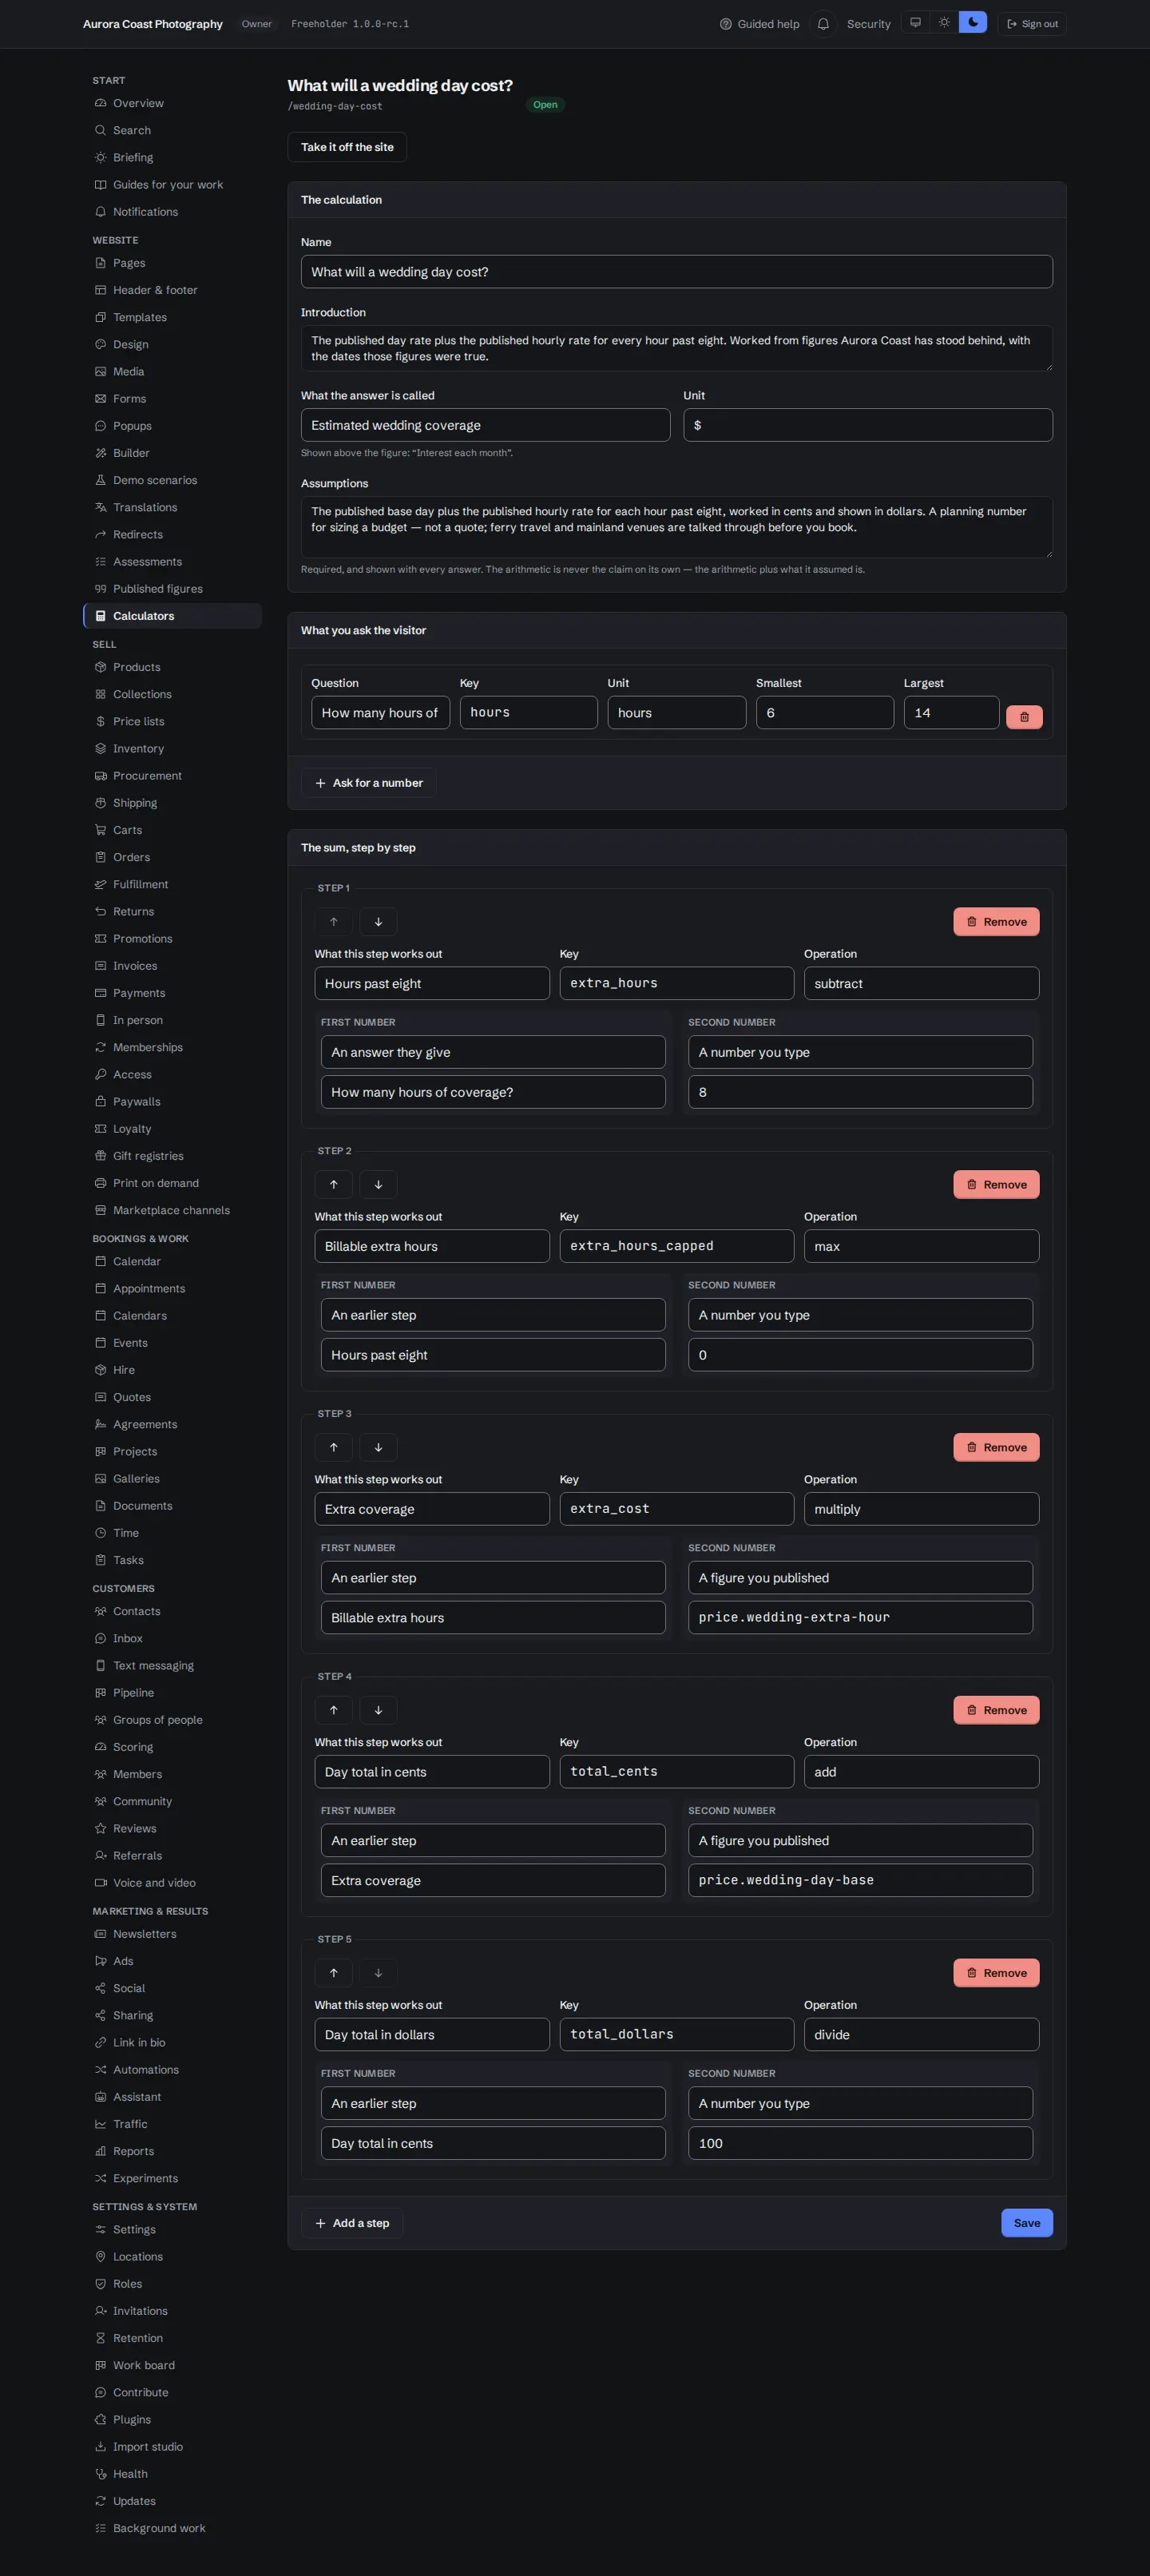 Aurora Coast Photography
Owner
Freeholder 1.0.0-rc.1
Guided help
Security
Sign out
START
Overview
Search
Briefing
Guides for your work
Notifications
WEBSITE
Pages
Header & footer
Templates
Design
Media
Forms
Popups
Builder
Demo scenarios
Translations
Redirects
Assessments
Published figures
Calculators
SELL
Products
Collections
Price lists
Inventory
Procurement
Shipping
Carts
Orders
Fulfillment
Returns
Promotions
Invoices
Payments
In person
Memberships
Access
Paywalls
Loyalty
Gift registries
Print on demand
Marketplace channels
BOOKINGS & WORK
Calendar
Appointments
Calendars
Events
Hire
Quotes
Agreements
Projects
Galleries
Documents
Time
Tasks
CUSTOMERS
Contacts
Inbox
Text messaging
Pipeline
Groups of people
Scoring
Members
Community
Reviews
Referrals
Voice and video
MARKETING & RESULTS
Newsletters
Ads
Social
Sharing
Link in bio
Automations
Assistant
Traffic
Reports
Experiments
SETTINGS & SYSTEM
Settings
Locations
Roles
Invitations
Retention
Work board
Contribute
Plugins
Import studio
Health
Updates
Background work
What will a wedding day cost?
/wedding-day-cost
Open
Take it off the site
The calculation
Name
What will a wedding day cost?
Introduction
The published day rate plus the published hourly rate for every hour past eight. Worked from figures Aurora Coast has stood behind, with
the dates those figures were true.
What the answer is called
Unit
Estimated wedding coverage
$
Shown above the figure: “Interest each month”.
Assumptions
The published base day plus the published hourly rate for each hour past eight, worked in cents and shown in dollars. A planning number
for sizing a budget — not a quote; ferry travel and mainland venues are talked through before you book.
Required, and shown with every answer. The arithmetic is never the claim on its own — the arithmetic plus what it assumed is.
What you ask the visitor
Question
Key
Unit
Smallest
Largest
How many hours of
hours
hours
6
14
Ask for a number
The sum, step by step
STEP 1
Remove
What this step works out
Key
Operation
Hours past eight
extra_hours
subtract
FIRST NUMBER
SECOND NUMBER
An answer they give
A number you type
How many hours of coverage?
8
STEP 2
Remove
What this step works out
Key
Operation
Billable extra hours
extra_hours_capped
max
FIRST NUMBER
SECOND NUMBER
An earlier step
A number you type
Hours past eight
0
STEP 3
Remove
What this step works out
Key
Operation
Extra coverage
extra_cost
multiply
FIRST NUMBER
SECOND NUMBER
An earlier step
A figure you published
Billable extra hours
price.wedding-extra-hour
STEP 4
Remove
What this step works out
Key
Operation
Day total in cents
total_cents
add
FIRST NUMBER
SECOND NUMBER
An earlier step
A figure you published
Extra coverage
price.wedding-day-base
STEP 5
Remove
What this step works out
Key
Operation
Day total in dollars
total_dollars
divide
FIRST NUMBER
SECOND NUMBER
An earlier step
A number you type
Day total in cents
100
Add a step
Save